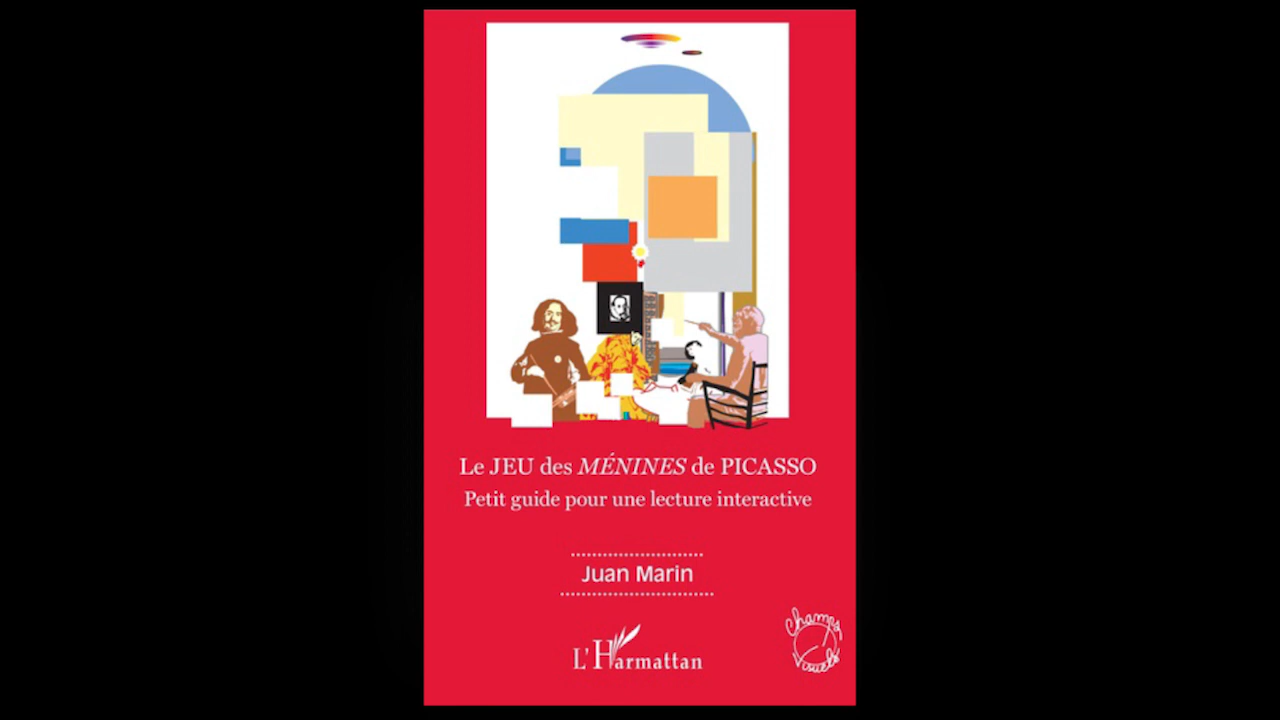 Le JEU des MÉNINES de PICASSO
Petit guide pour une lecture interactive
Juan Marin
L'Harmattan
Champs
Visuels